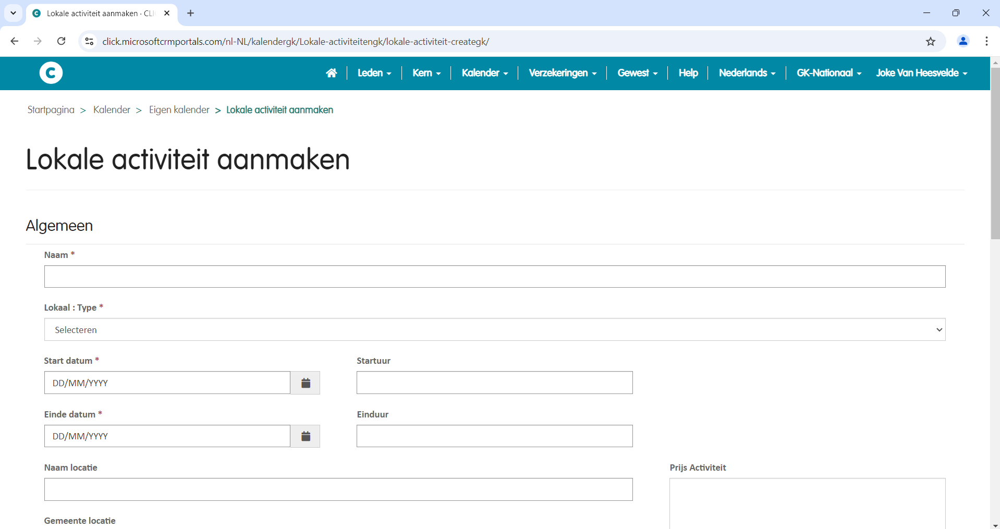 Lokale activiteit aanmaken · CLI
click.microsoftcrmportals.com/nl-NL/kalendergk/Lokale-activiteitengk/lokale-activiteit-creategk/
C Leden Kern Kalender Verzekeringen Gewest Help Nederlands GK-Nationaal Joke Van Heesvelde
Startpagina > Kalender > Eigen kalender > Lokale activiteit aanmaken
Lokale activiteit aanmaken
Algemeen
Naam *
Lokaal : Type *
Selecteren
Start datum * Startuur
DD/MM/YYYY
Einde datum * Einduur
DD/MM/YYYY
Naam locatie Prijs Activiteit
Gemeente locatie